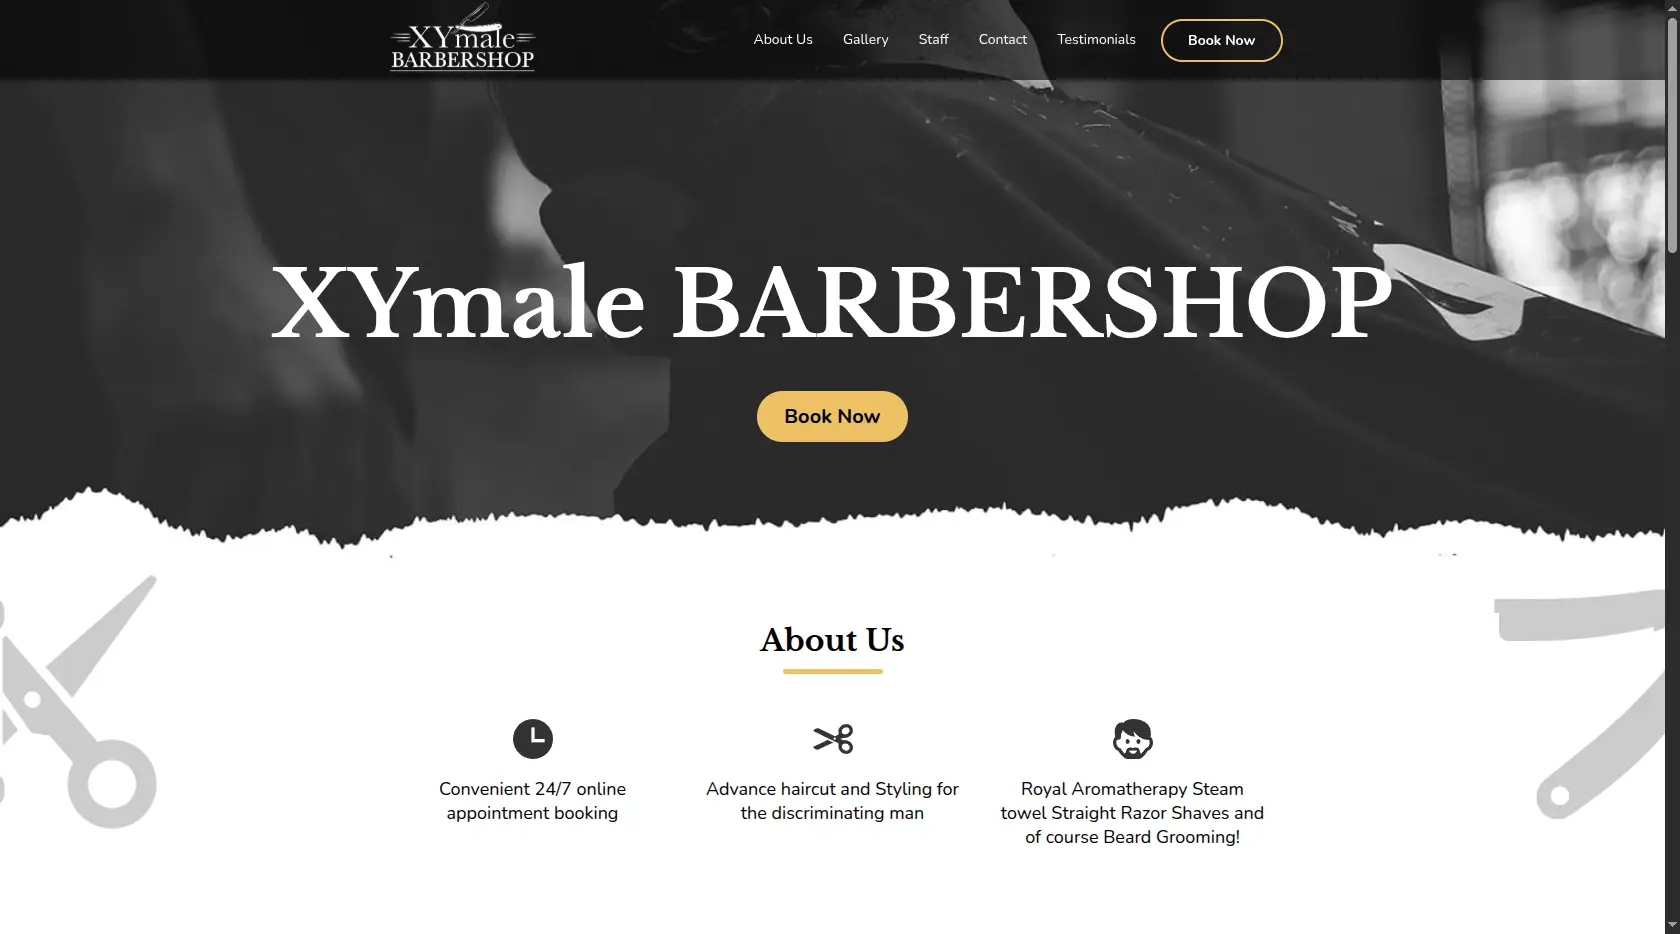 XYmale
BARBERSHOP
About Us
Gallery
Staff
Contact
Testimonials
Book Now
XYmale BARBERSHOP
Book Now
About Us
Convenient 24/7 online
appointment booking
Advance haircut and Styling for
the discriminating man
Royal Aromatherapy Steam
towel Straight Razor Shaves and
of course Beard Grooming!